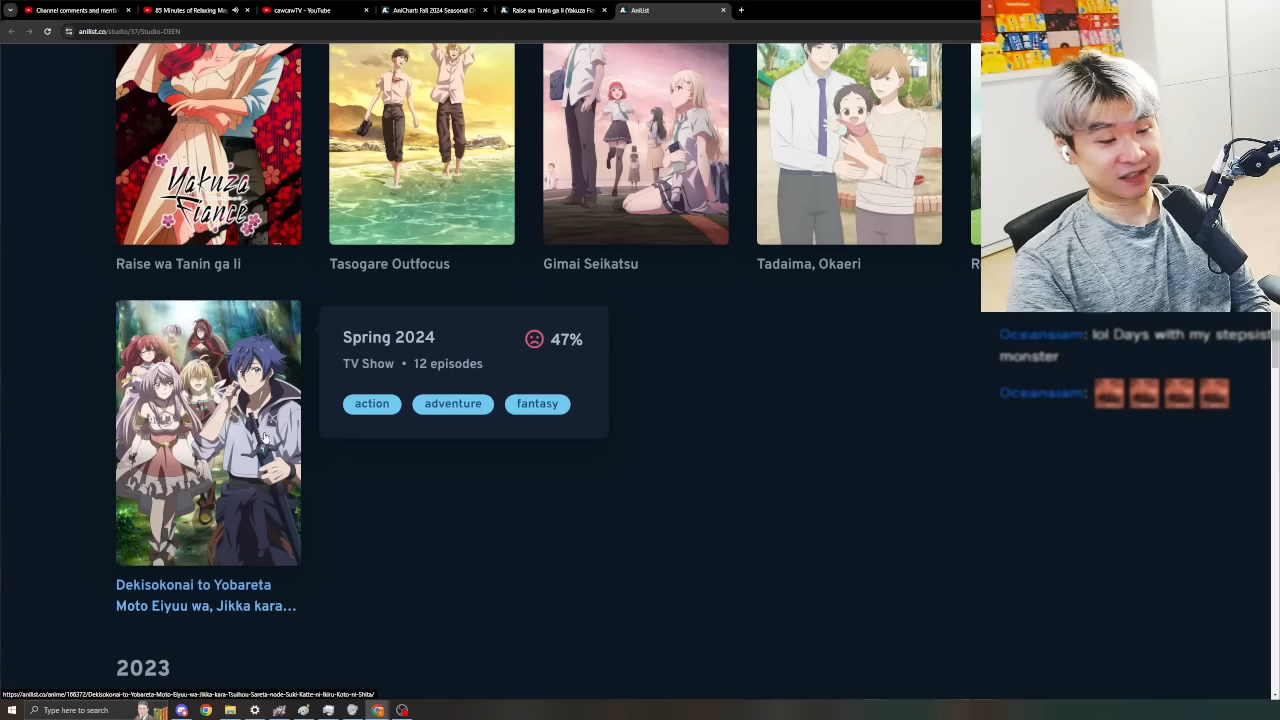 Channel comments and menti
85 Minutes of Relaxing Ma
cawcawTV - YouTube
AniChart: Fall 2024 Seasonal C
Raise wa Tanin ga Ii (Yakuza Fi
AniList
anilist.co/studio/37/Studio-DEEN
Yakuza
Fiancé
Raise wa Tanin ga Ii
Tasogare Outfocus
Gimai Seikatsu
Tadaima, Okaeri
R
Spring 2024
47%
TV Show • 12 episodes
action
adventure
fantasy
Oceansiam: lol Days with my stepsist
monster
Oceansiam:
Dekisokonai to Yobareta
Moto Eiyuu wa, Jikka kara...
2023
https://anilist.co/anime/166372/Dekisokonai-to-Yobareta-Moto-Eiyuu-wa-Jikka-kara-Tsuihou-Sareta-node-Suki-Katte-ni-Ikiru-Koto-ni-Shita/
Type here to search